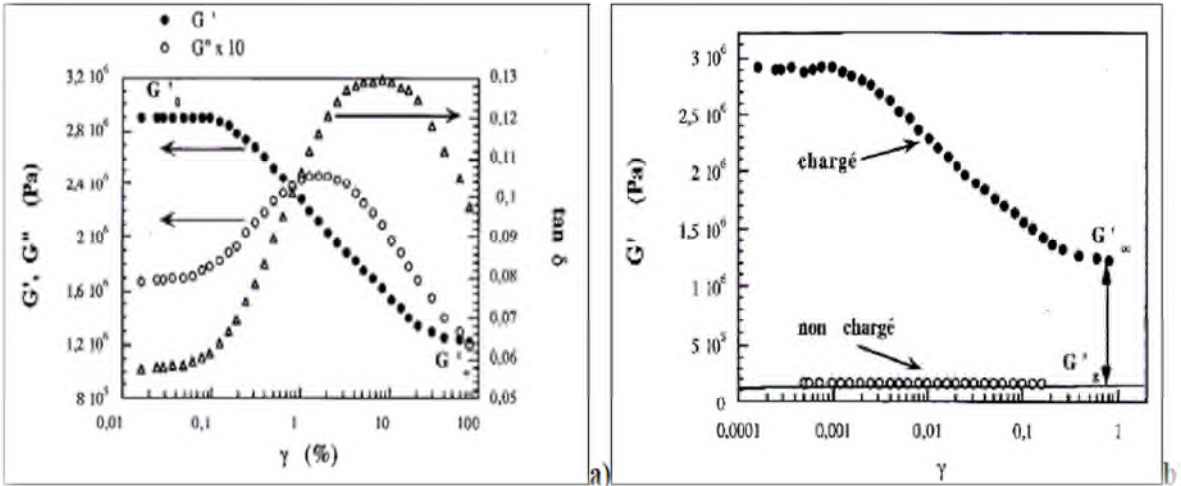 G'
G" x 10
3,2 10⁶
2,8 10⁶
2,4 10⁶
2 10⁶
1,6 10⁶
1,2 10⁶
8 10⁵
G', G" (Pa)
G'₀
G'
0,13
0,12
0,11
0,1
0,09
0,08
0,07
0,06
0,05
tan δ
0,01
0,1
1
10
100
γ (%)
a)
3 10⁶
2,5 10⁶
2 10⁶
1,5 10⁶
1 10⁶
5 10⁵
0
G' (Pa)
chargé
G'∞
non chargé
G'g
0.0001
0,001
0,01
0,1
1
γ
b